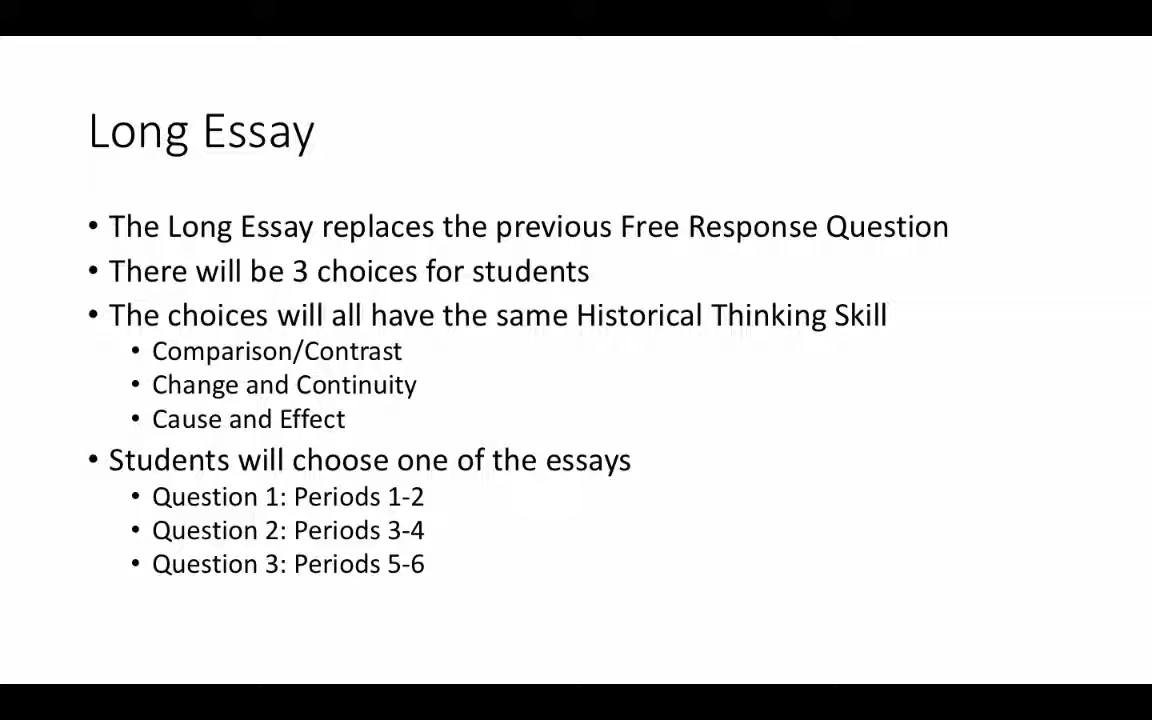 Long Essay
• The Long Essay replaces the previous Free Response Question
• There will be 3 choices for students
• The choices will all have the same Historical Thinking Skill
• Comparison/Contrast
• Change and Continuity
• Cause and Effect
• Students will choose one of the essays
• Question 1: Periods 1-2
• Question 2: Periods 3-4
• Question 3: Periods 5-6